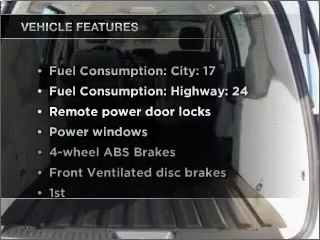 VEHICLE FEATURES
• Fuel Consumption: City: 17
• Fuel Consumption: Highway: 24
• Remote power door locks
• Power windows
• 4-wheel ABS Brakes
• Front Ventilated disc brakes
• 1st